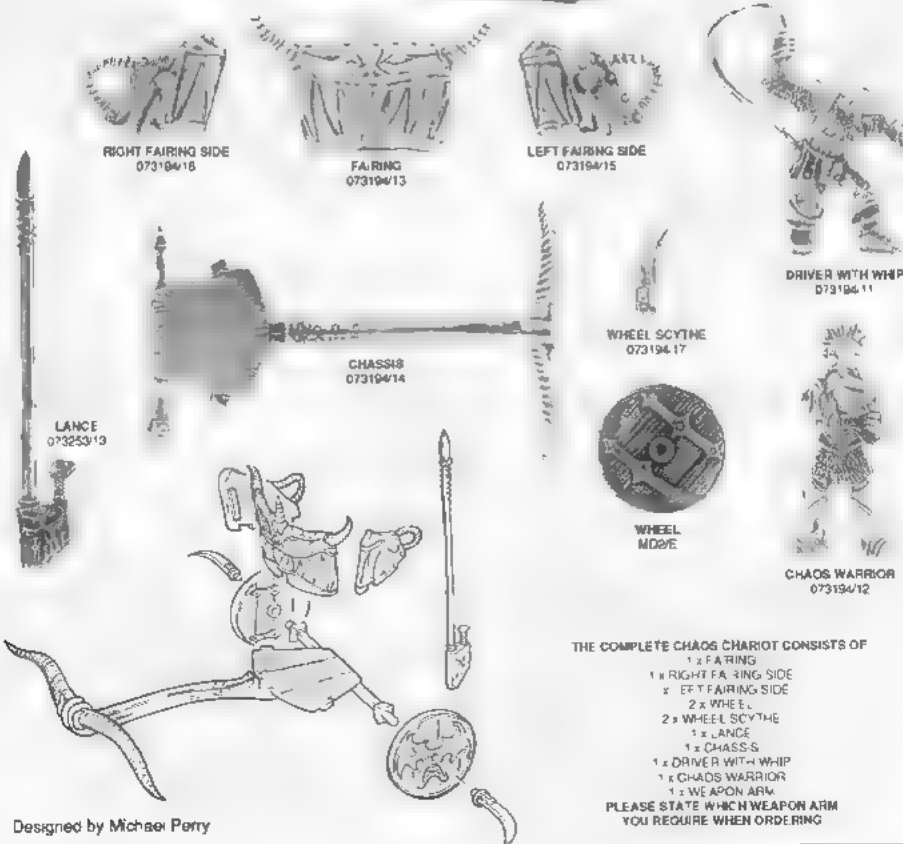 RIGHT FAIRING SIDE
073194/16
FAIRING
073194/13
LEFT FAIRING SIDE
073194/15
DRIVER WITH WHIP
073194/11
CHASSIS
073194/14
WHEEL SCYTHE
073194/17
LANCE
073253/13
WHEEL
MD9/E
CHAOS WARRIOR
073194/12
THE COMPLETE CHAOS CHARIOT CONSISTS OF
1 x FAIRING
1 x RIGHT FAIRING SIDE
x LEFT FAIRING SIDE
2 x WHEEL
2 x WHEEL SCYTHE
1 x LANCE
1 x CHASSIS
1 x DRIVER WITH WHIP
1 x CHAOS WARRIOR
1 x WEAPON ARM
PLEASE STATE WHICH WEAPON ARM
YOU REQUIRE WHEN ORDERING
Designed by Michael Perry